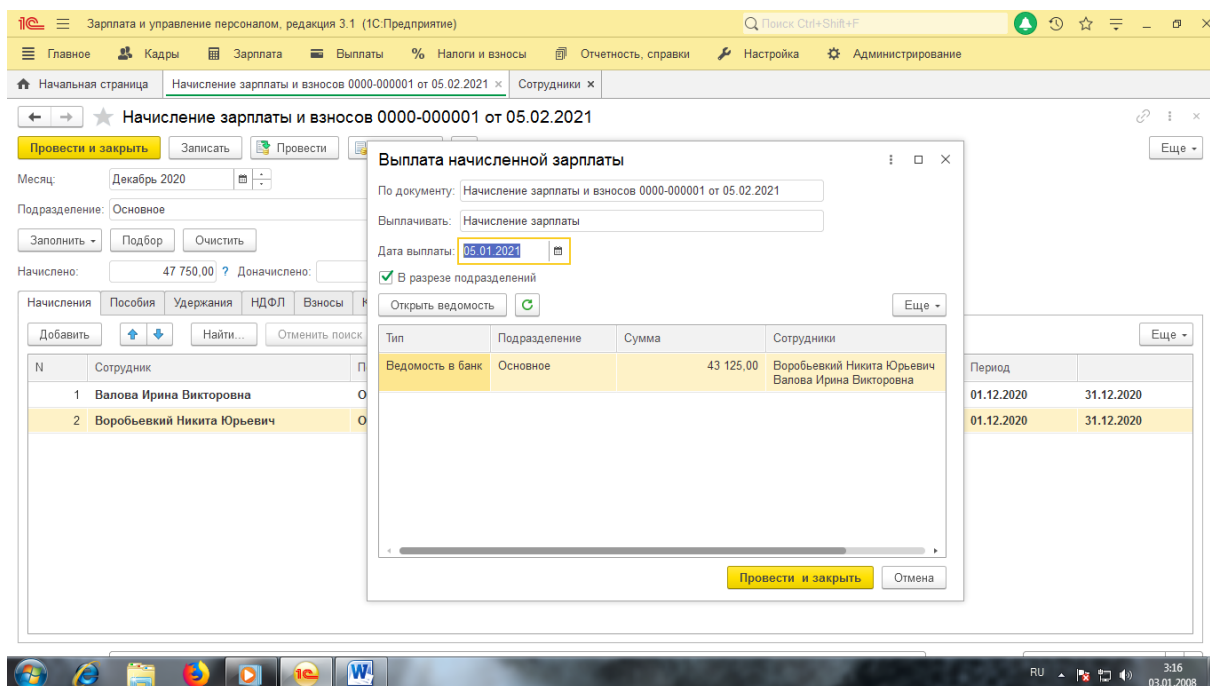 1С Зарплата и управление персоналом, редакция 3.1 (1С:Предприятие) Поиск Ctrl+Shift+F
Главное Кадры Зарплата Выплаты % Налоги и взносы Отчетность, справки Настройка Администрирование
Начальная страница Начисление зарплаты и взносов 0000-000001 от 05.02.2021 × Сотрудники ×
Начисление зарплаты и взносов 0000-000001 от 05.02.2021
Провести и закрыть Записать Провести Еще
Месяц: Декабрь 2020
Подразделение: Основное
Заполнить Подбор Очистить
Начислено: 47 750,00 ? Доначислено:
Начисления Пособия Удержания НДФЛ Взносы
Добавить Найти... Отменить поиск Еще
N Сотрудник Период
1 Валова Ирина Викторовна 01.12.2020 31.12.2020
2 Воробьевкий Никита Юрьевич 01.12.2020 31.12.2020
Выплата начисленной зарплаты
По документу: Начисление зарплаты и взносов 0000-000001 от 05.02.2021
Выплачивать: Начисление зарплаты
Дата выплаты: 05.01.2021
В разрезе подразделений
Открыть ведомость Еще
Тип Подразделение Сумма Сотрудники
Ведомость в банк Основное 43 125,00 Воробьевкий Никита Юрьевич
Валова Ирина Викторовна
Провести и закрыть Отмена
RU 3:16
03.01.2008